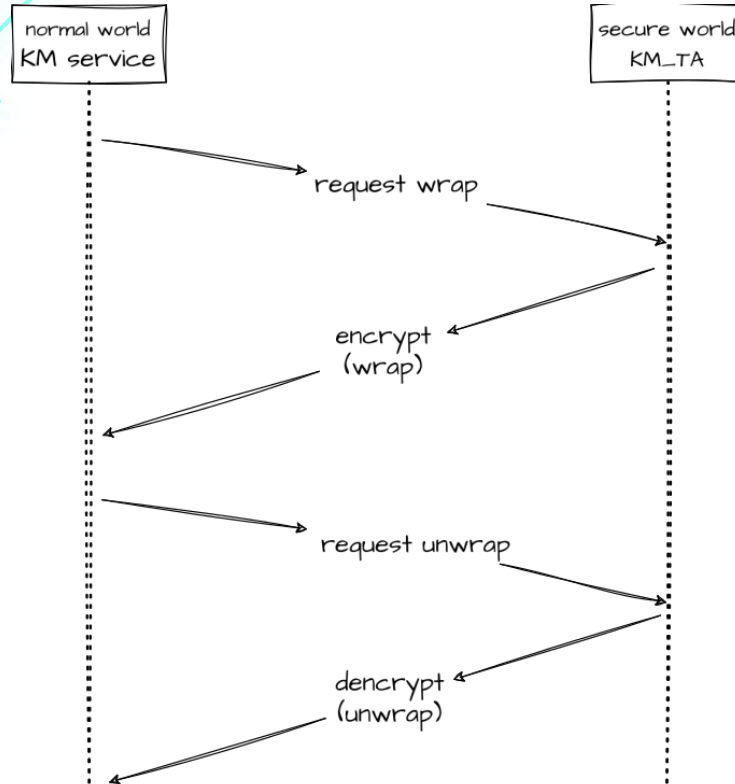 normal world
KM service
secure world
KM_TA
request wrap
encrypt
(wrap)
request unwrap
dencrypt
(unwrap)